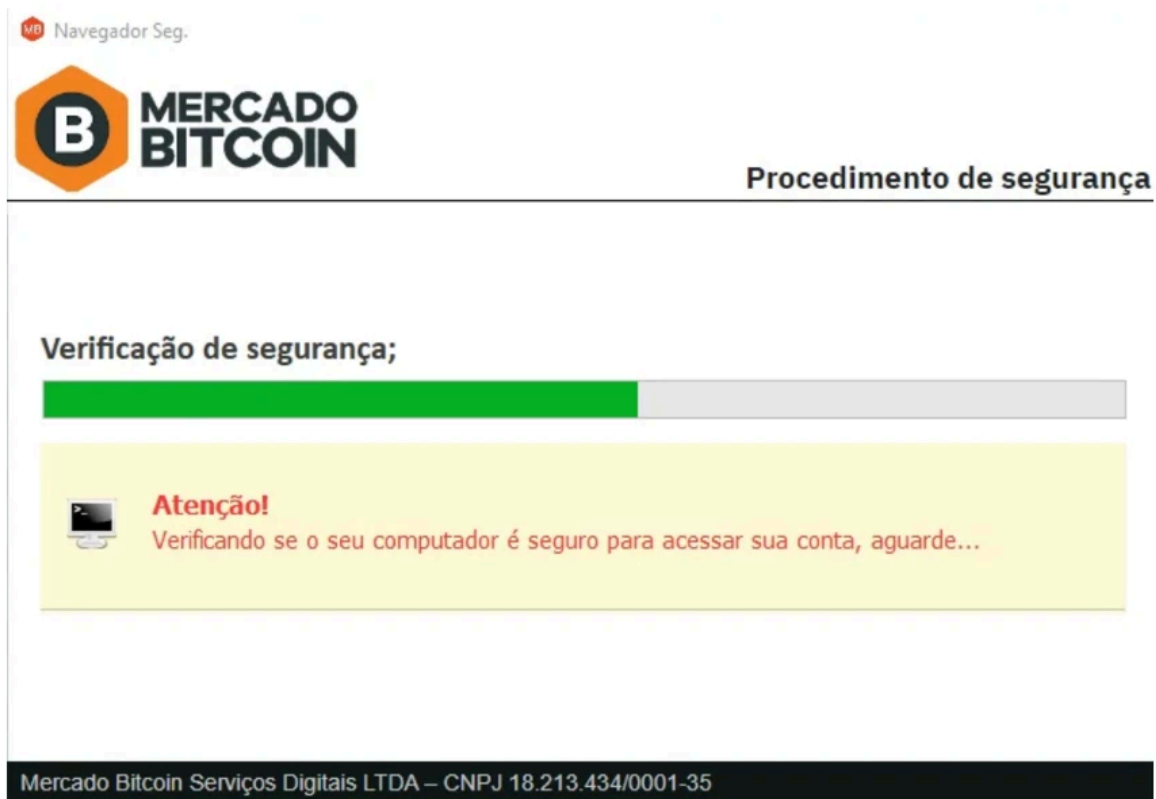 MB Navegador Seg.
B MERCADO
BITCOIN
Procedimento de segurança
Verificação de segurança;
>_ Atenção!
Verificando se o seu computador é seguro para acessar sua conta, aguarde...
Mercado Bitcoin Serviços Digitais LTDA – CNPJ 18.213.434/0001-35